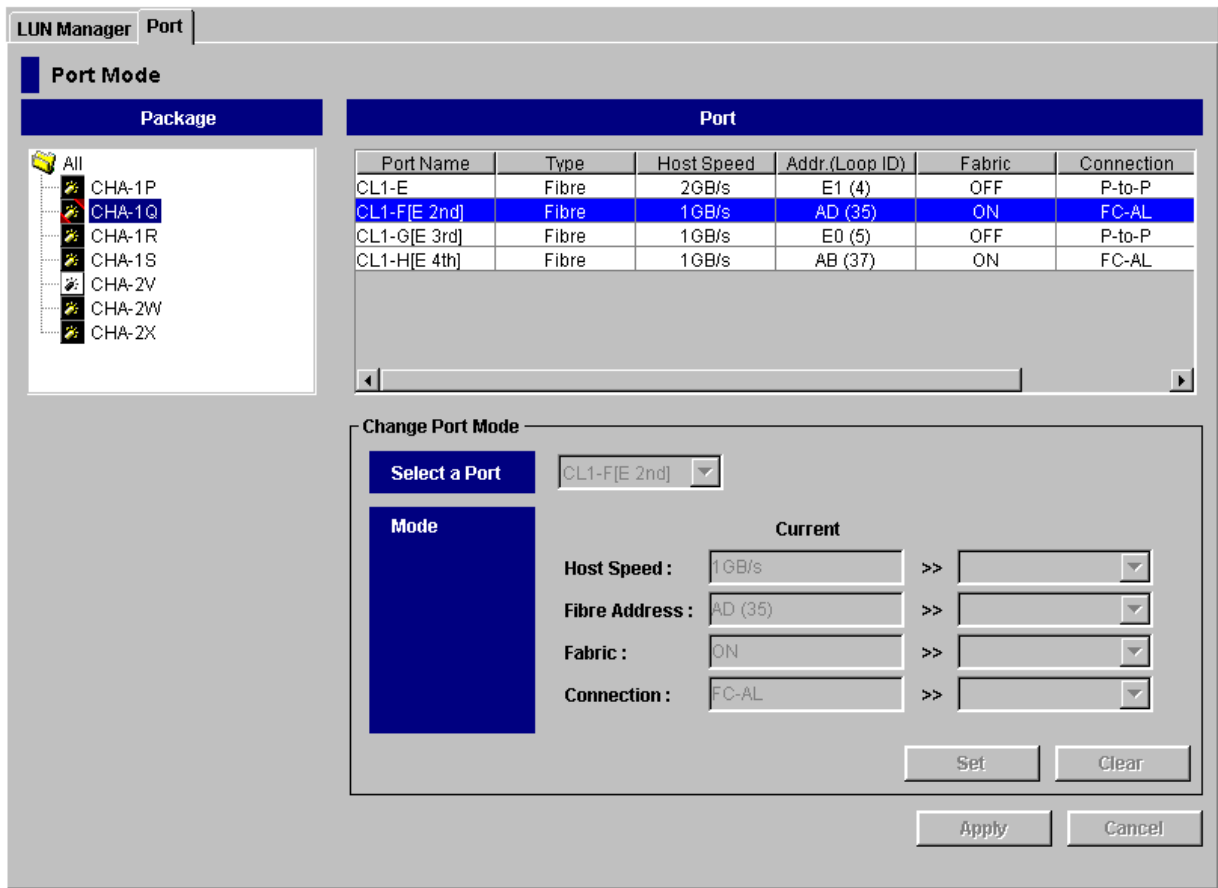 LUN Manager Port
Port Mode
Package
Port
All
CHA-1P
CHA-1Q
CHA-1R
CHA-1S
CHA-2V
CHA-2W
CHA-2X
Port Name Type Host Speed Addr.(Loop ID) Fabric Connection
CL1-E Fibre 2GB/s E1 (4) OFF P-to-P
CL1-F[E 2nd] Fibre 1GB/s AD (35) ON FC-AL
CL1-G[E 3rd] Fibre 1GB/s E0 (5) OFF P-to-P
CL1-H[E 4th] Fibre 1GB/s AB (37) ON FC-AL
Change Port Mode
Select a Port CL1-F[E 2nd]
Mode Current
Host Speed : 1GB/s >>
Fibre Address : AD (35) >>
Fabric : ON >>
Connection : FC-AL >>
Set Clear
Apply Cancel